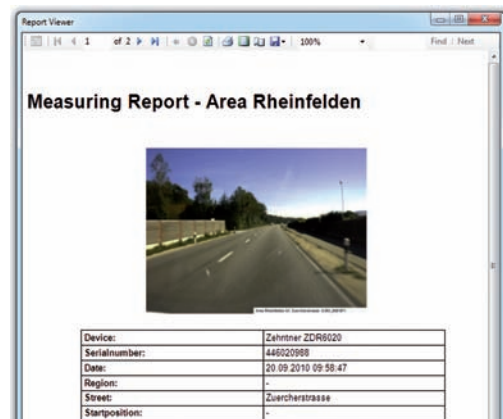 Report Viewer
1 of 2 100% Find | Next
Measuring Report - Area Rheinfelden
Device: Zehntner ZDR6020
Serialnumber: 446020988
Date: 20.09.2010 09:58:47
Region: -
Street: Zuercherstrasse
Startposition: -